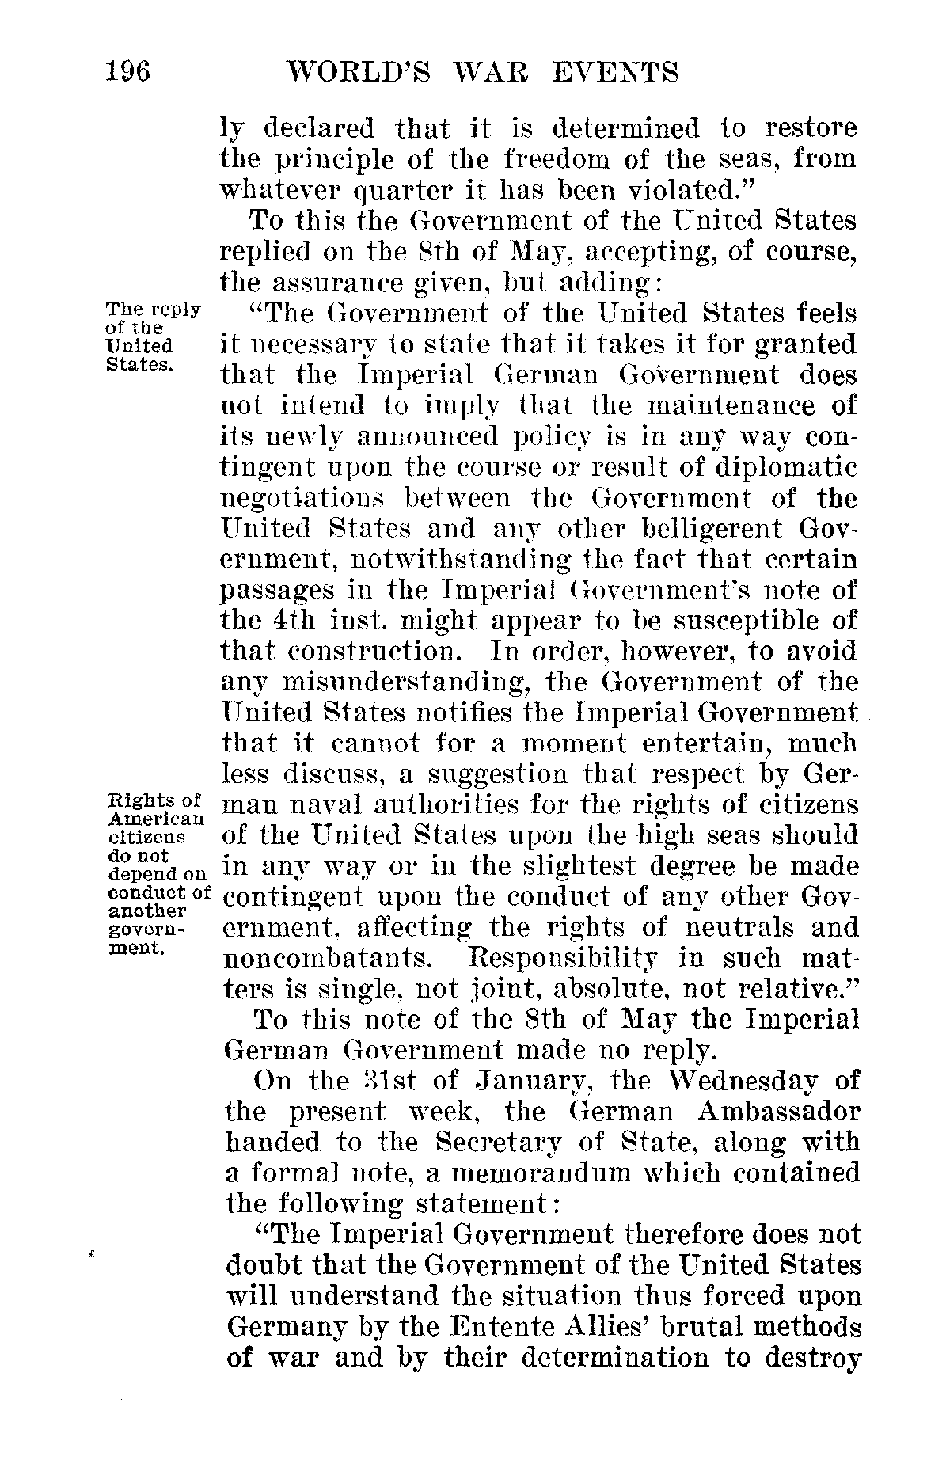 196 WORLD'S WAR EVENTS
ly declared that it is determined to restore
the principle of the freedom of the seas, from
whatever quarter it has been violated."
To this the Government of the United States
replied on the 8th of May, accepting, of course,
the assurance given, but adding:
The reply
of the
United
States.
"The Government of the United States feels
it necessary to state that it takes it for granted
that the Imperial German Government does
not intend to imply that the maintenance of
its newly announced policy is in any way con-
tingent upon the course or result of diplomatic
negotiations between the Government of the
United States and any other belligerent Gov-
ernment, notwithstanding the fact that certain
passages in the Imperial Government's note of
the 4th inst. might appear to be susceptible of
that construction. In order, however, to avoid
any misunderstanding, the Government of the
United States notifies the Imperial Government
that it cannot for a moment entertain, much
less discuss, a suggestion that respect by Ger-
Rights of
American
citizens
do not
depend on
conduct of
another
govern-
ment.
man naval authorities for the rights of citizens
of the United States upon the high seas should
in any way or in the slightest degree be made
contingent upon the conduct of any other Gov-
ernment, affecting the rights of neutrals and
noncombatants. Responsibility in such mat-
ters is single, not joint, absolute, not relative."
To this note of the 8th of May the Imperial
German Government made no reply.
On the 31st of January, the Wednesday of
the present week, the German Ambassador
handed to the Secretary of State, along with
a formal note, a memorandum which contained
the following statement:
"The Imperial Government therefore does not
doubt that the Government of the United States
will understand the situation thus forced upon
Germany by the Entente Allies' brutal methods
of war and by their determination to destroy